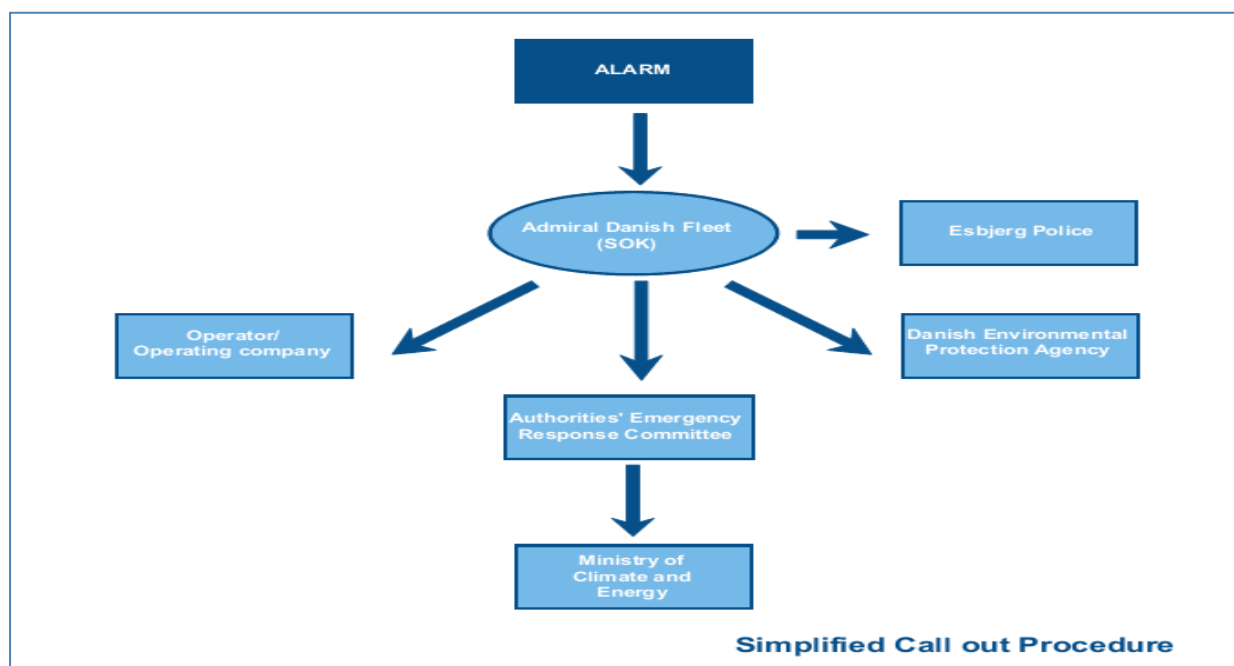 ALARM
Admiral Danish Fleet
(SOK)
Esbjerg Police
Operator/
Operating company
Danish Environmental
Protection Agency
Authorities' Emergency
Response Committee
Ministry of
Climate and
Energy
Simplified Call out Procedure